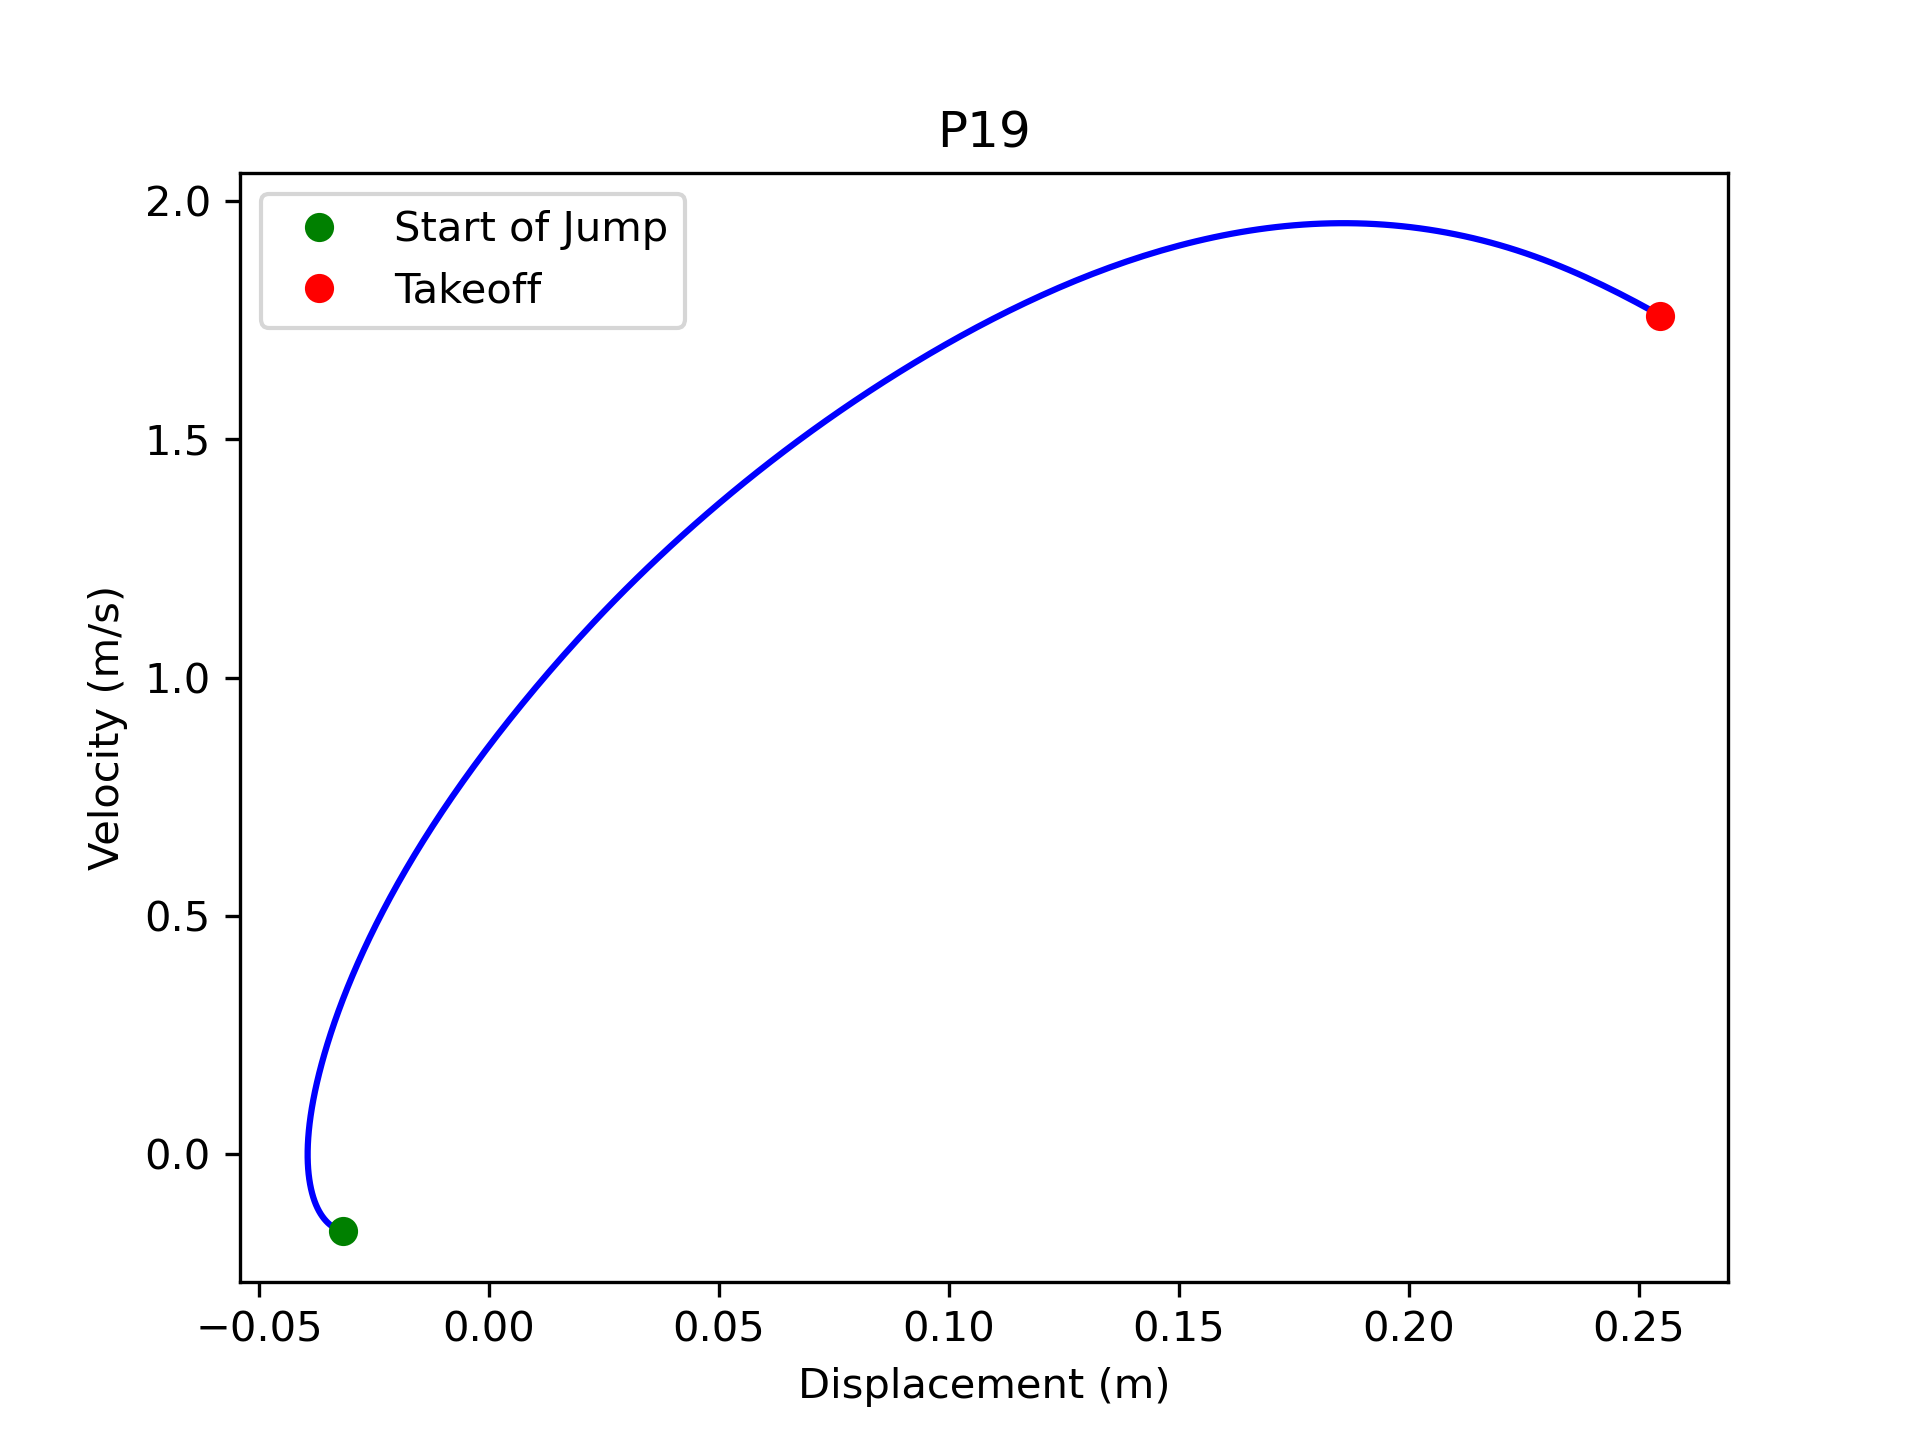 P19
2.0
1.5
1.0
0.5
0.0
Velocity (m/s)
Start of Jump
Takeoff
−0.05 0.00 0.05 0.10 0.15 0.20 0.25
Displacement (m)